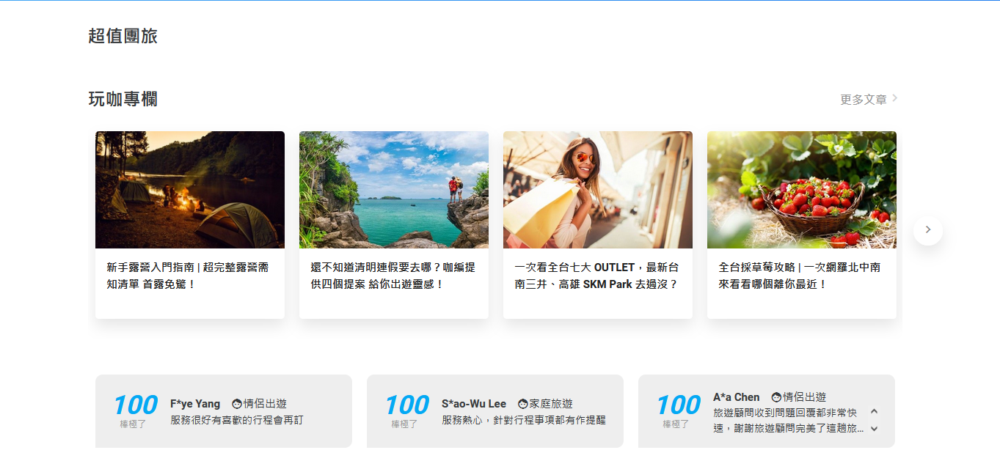 超值團旅
玩咖專欄
更多文章
新手露營入門指南 | 超完整露營需
知清單 首露免驚！
還不知道清明連假要去哪？咖編提
供四個提案 給你出遊靈感！
一次看全台七大 OUTLET，最新台
南三井、高雄 SKM Park 去過沒？
全台採草莓攻略 | 一次網羅北中南
來看看哪個離你最近！
100
棒極了
F*ye Yang 情侶出遊
服務很好有喜歡的行程會再訂
100
棒極了
S*ao-Wu Lee 家庭旅遊
服務熱心，針對行程事項都有作提醒
100
棒極了
A*a Chen 情侶出遊
旅遊顧問收到問題回覆都非常快
速，謝謝旅遊顧問完美了這趟旅...